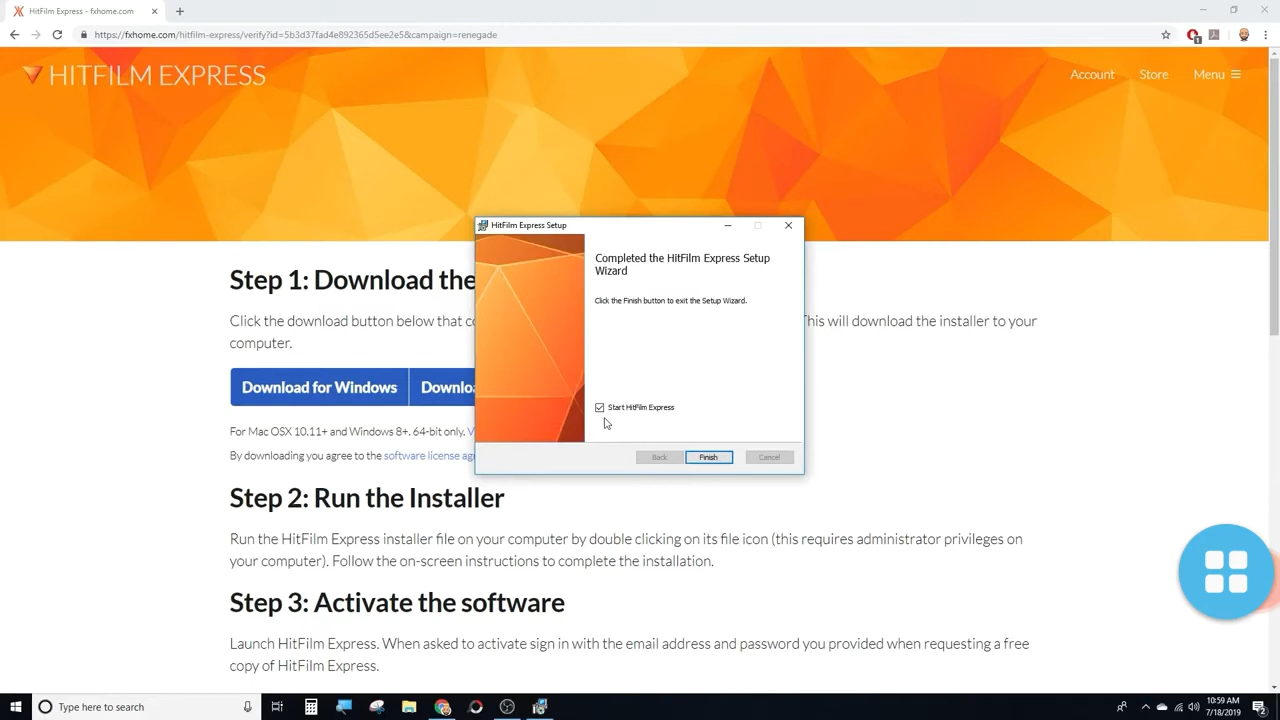 HitFilm Express - fxhome.com
https://fxhome.com/hitfilm-express/verify?id=5b3d37fad4e892365d5ee2e5&campaign=renegade
1
HITFILM EXPRESS
Account
Store
Menu
HitFilm Express Setup
Completed the HitFilm Express Setup
Wizard
Click the Finish button to exit the Setup Wizard.
Start HitFilm Express
Back
Finish
Cancel
Step 1: Download the
Click the download button below that
This will download the installer to your
computer.
Download for Windows
For Mac OSX 10.11+ and Windows 8+. 64-bit only.
By downloading you agree to the software license
Step 2: Run the Installer
Run the HitFilm Express installer file on your computer by double clicking on its file icon (this requires administrator privileges on
your computer). Follow the on-screen instructions to complete the installation.
Step 3: Activate the software
Launch HitFilm Express. When asked to activate sign in with the email address and password you provided when requesting a free
copy of HitFilm Express.
Type here to search
10:59 AM
7/18/2019
2